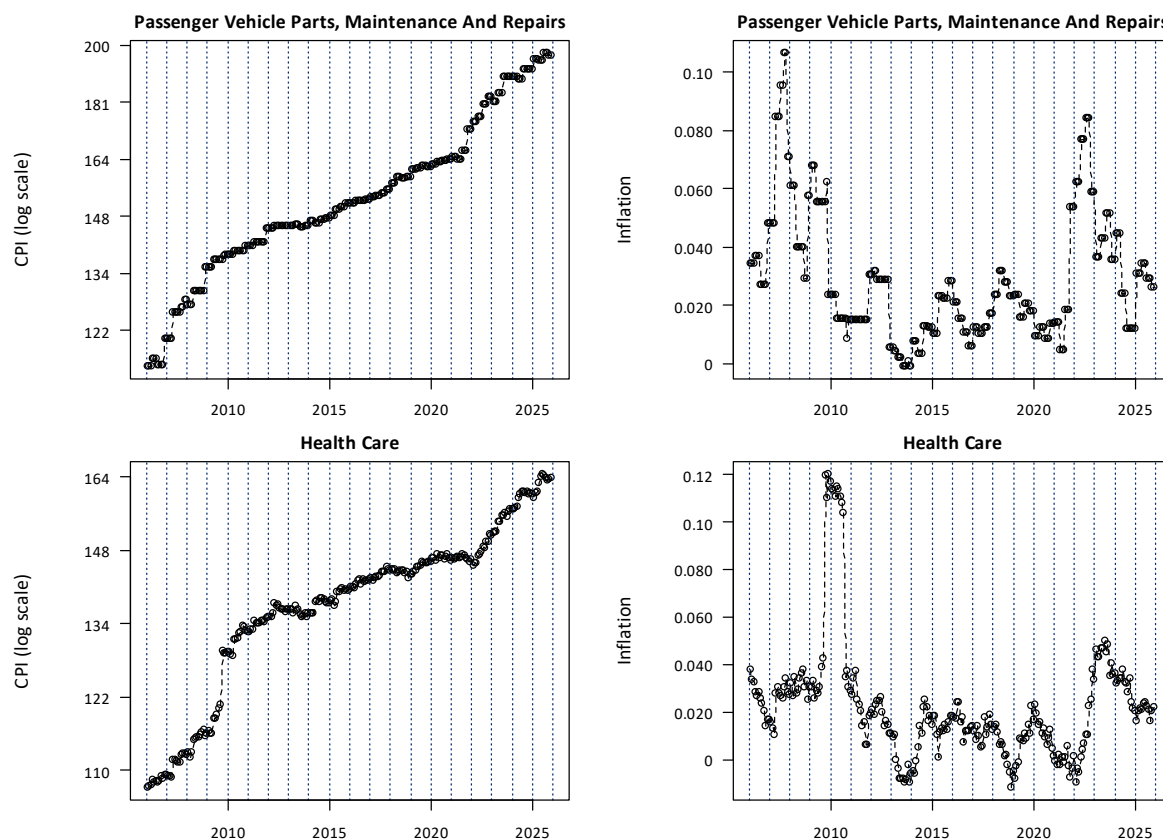 Passenger Vehicle Parts, Maintenance And Repairs
CPI (log scale)
200
181
164
148
134
122
2010 2015 2020 2025
Passenger Vehicle Parts, Maintenance And Repairs
Inflation
0.10
0.080
0.060
0.040
0.020
0
2010 2015 2020 2025
Health Care
CPI (log scale)
164
148
134
122
110
2010 2015 2020 2025
Health Care
Inflation
0.12
0.10
0.080
0.060
0.040
0.020
0
2010 2015 2020 2025